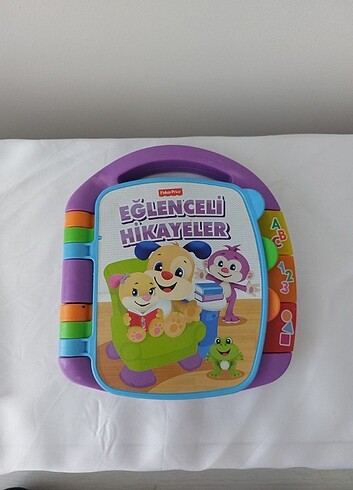 Fisher-Price
EĞLENCELİ
HİKAYELER
A
B
C
1
2
3